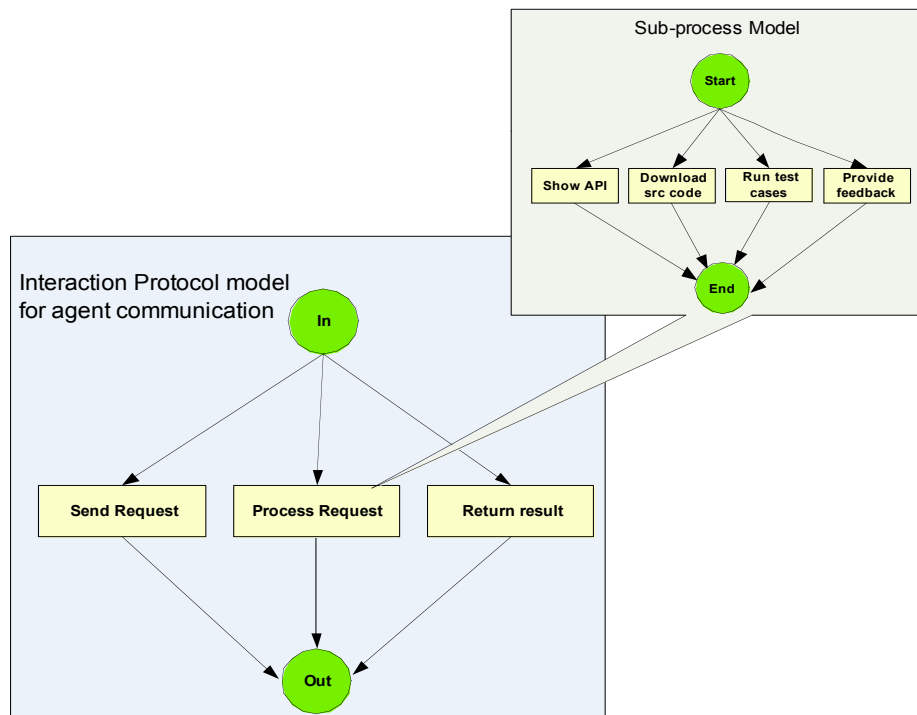 Sub-process Model
Start
Show API
Download
src code
Run test
cases
Provide
feedback
End
Interaction Protocol model
for agent communication
In
Send Request
Process Request
Return result
Out